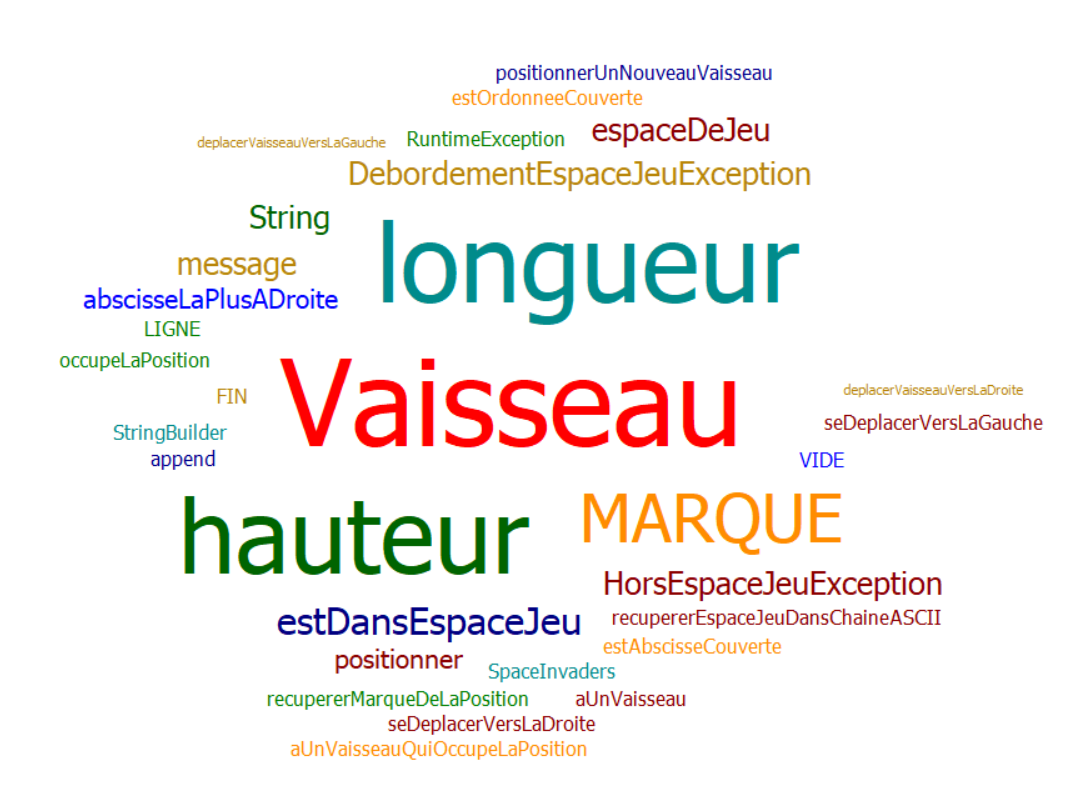 positionnerUnNouveauVaisseau
estOrdonneeCouverte
deplacerVaisseauVersLaGauche RuntimeException espaceDeJeu
DebordementEspaceJeuException
String
longueur
message
abscisseLaPlusADroite
LIGNE
occupeLaPosition
FIN
Vaisseau
deplacerVaisseauVersLaDroite
seDeplacerVersLaGauche
StringBuilder
append
VIDE
hauteur
MARQUE
HorsEspaceJeuException
estDansEspaceJeu
recupererEspaceJeuDansChaineASCII
estAbscisseCouverte
positionner
SpaceInvaders
recupererMarqueDeLaPosition aUnVaisseau
seDeplacerVersLaDroite
aUnVaisseauQuiOccupeLaPosition